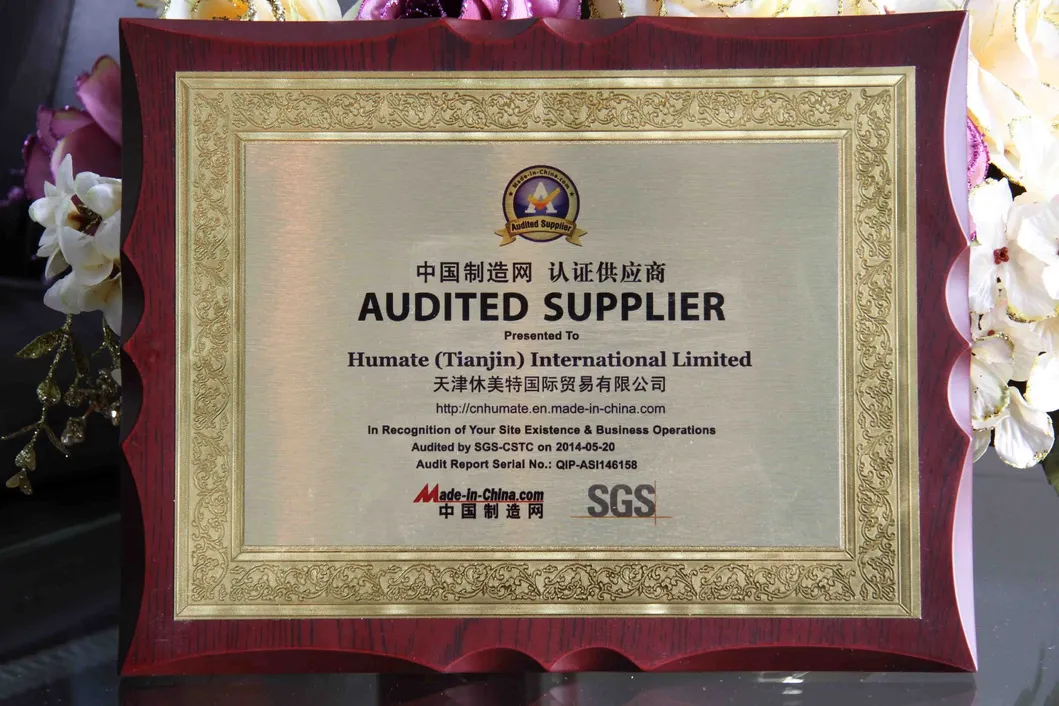 Made-in-China.com
Audited Supplier
中国制造网 认证供应商
AUDITED SUPPLIER
Presented To
Humate (Tianjin) International Limited
天津休美特国际贸易有限公司
http://cnhumate.en.made-in-china.com
In Recognition of Your Site Existence & Business Operations
Audited by SGS-CSTC on 2014-05-20
Audit Report Serial No.: QIP-ASI146158
Made-in-China.com
中国制造网
SGS